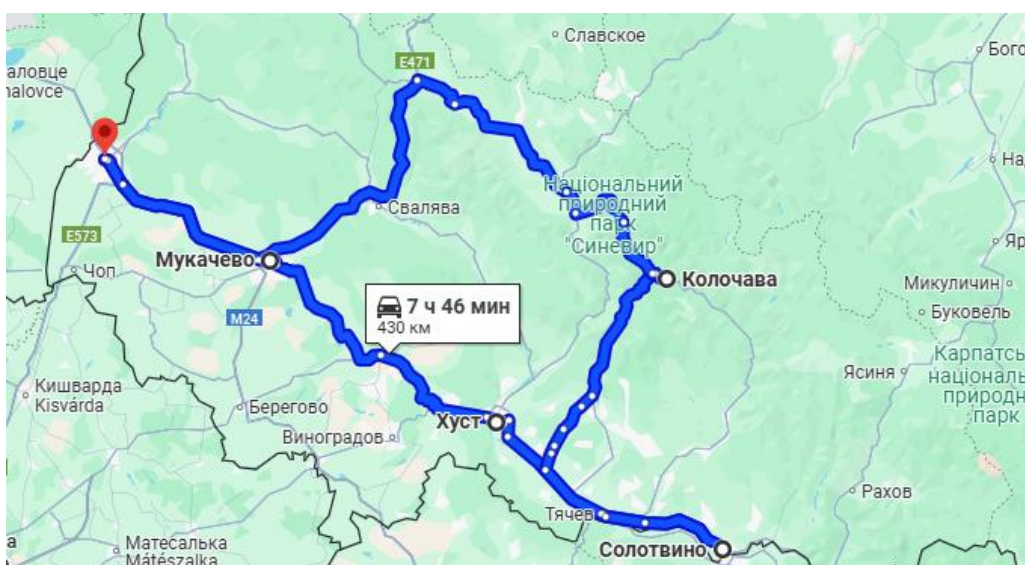 Славское
Бого
E471
аловце
halovce
На
Національний
природний
парк
"Синевир"
Свалява
Яр
E573
Чоп
Мукачево
Колочава
Микуличин
7 ч 46 мин
430 км
M24
Буковель
Карпатсь
національ
природн
парк
Ясиня
Кишварда
Kisvárda
Берегово
Виноградов
Хуст
Рахов
Тячев
Солотвино
а
Матесалька
Mátészalka